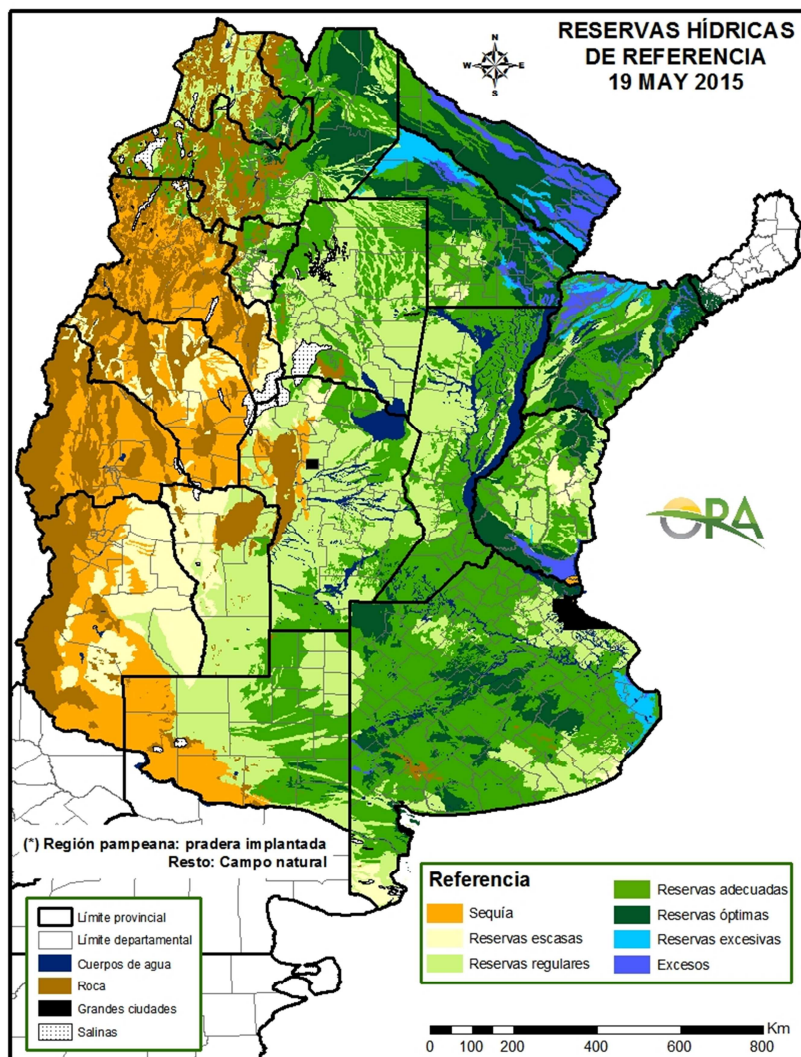 RESERVAS HÍDRICAS
DE REFERENCIA
19 MAY 2015
N
W
E
S
ORA
(*) Región pampeana: pradera implantada
Resto: Campo natural
Límite provincial
Límite departamental
Cuerpos de agua
Roca
Grandes ciudades
Salinas
Referencia
Sequía
Reservas escasas
Reservas regulares
Reservas adecuadas
Reservas óptimas
Reservas excesivas
Excesos
Km
0 100 200 400 600 800